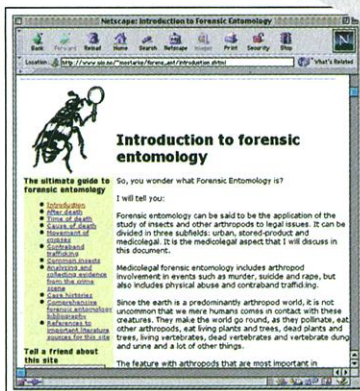 Netscape: Introduction to Forensic Entomology
Back Forward Reload Home Search Netscape Images Print Security Stop
Location: What's Related
Introduction to forensic
entomology
The ultimate guide to
forensic entomology
Introduction
After death
Time of death
Cause of death
Movement of
corpses
Contraband
trafficking
Common insects
Analysing and
collecting evidence
from the crime
scene
Case histories
Comprehensive
forensic entomology
bibliography
References to
important literature
sources for this site
Tell a friend about
this site
So, you wonder what Forensic Entomology is?
I will tell you:
Forensic entomology can be said to be the application of the
study of insects and other arthropods to legal issues. It can be
divided in three subfields: urban, stored-product and
medicolegal. It is the medicolegal aspect that I will discuss in
this document.
Medicolegal forensic entomology includes arthropod
involvement in events such as murder, suicide and rape, but
also includes physical abuse and contraband trafficking.
Since the earth is a predominantly arthropod world, it is not
uncommon that we mere humans comes in contact with these
creatures. They make the world go round, as they pollinate, eat
other arthropods, eat living plants and trees, dead plants and
trees, living vertebrates, dead vertebrates and vertebrate dung
and urine and a lot of other things.
The feature with arthropods that are most important in